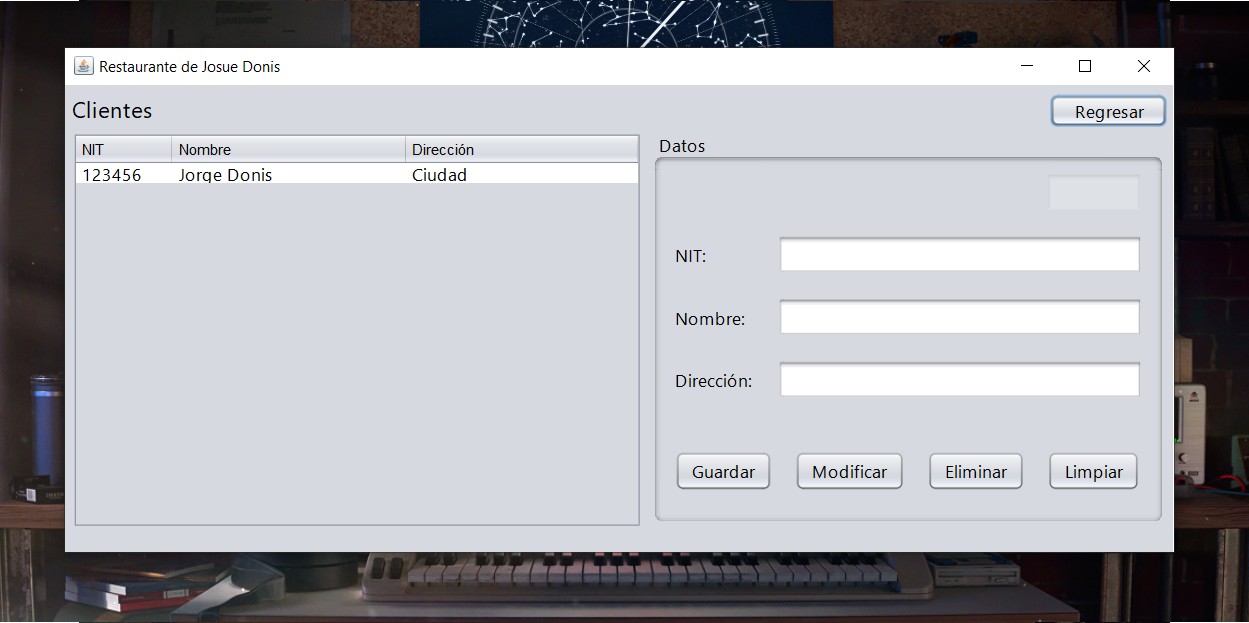 Restaurante de Josue Donis
Clientes
Regresar
NIT Nombre Dirección
123456 Jorge Donis Ciudad
Datos
NIT:
Nombre:
Dirección:
Guardar Modificar Eliminar Limpiar